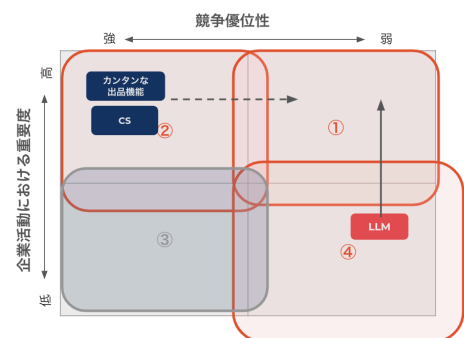 競争優位性
強
弱
高
カンタンな
出品機能
CS
②
①
企業活動における重要度
③
LLM
④
低